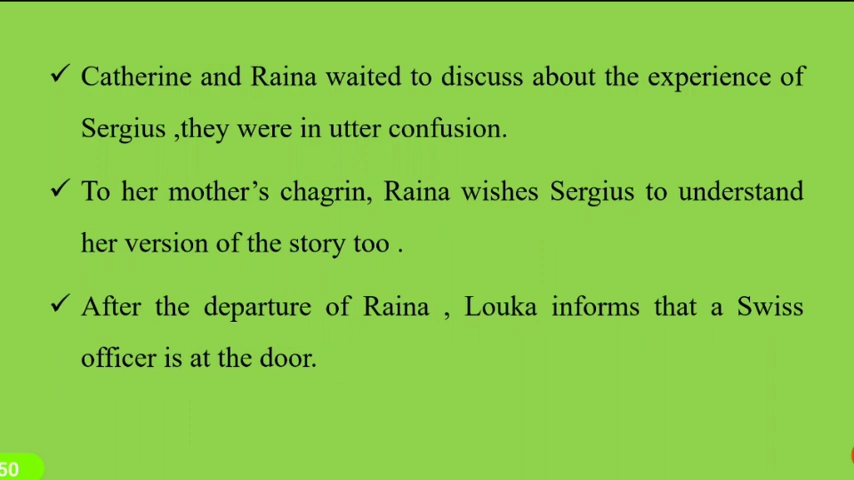 ✓ Catherine and Raina waited to discuss about the experience of
Sergius ,they were in utter confusion.
✓ To her mother's chagrin, Raina wishes Sergius to understand
her version of the story too .
✓ After the departure of Raina , Louka informs that a Swiss
officer is at the door.
50